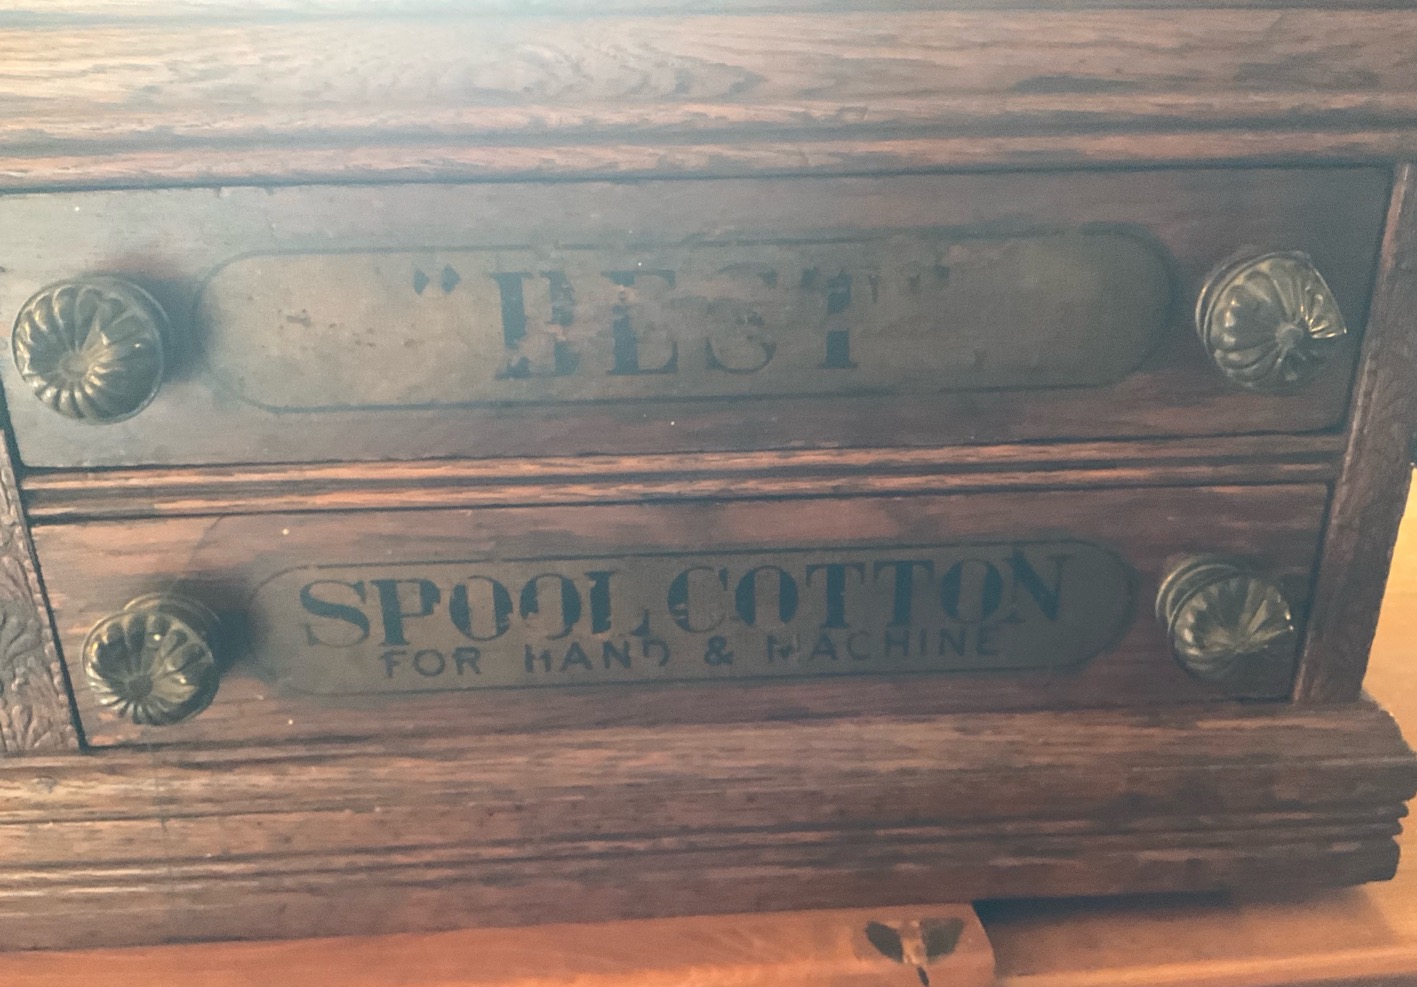 "BEST"
SPOOL COTTON
FOR HAND & MACHINE